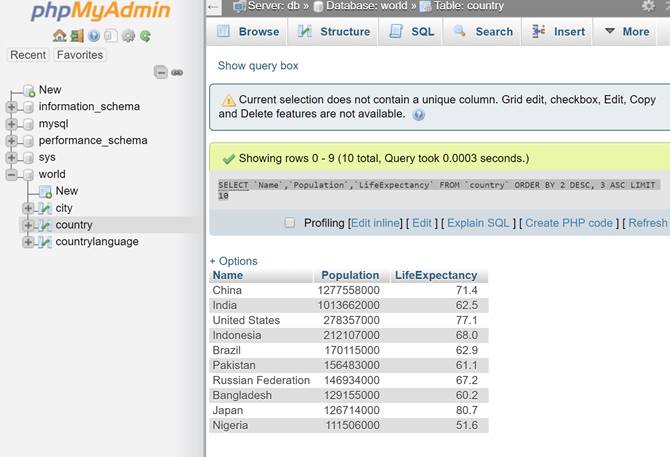 phpMyAdmin
Recent Favorites
New
information_schema
mysql
performance_schema
sys
world
New
city
country
countrylanguage
Server: db » Database: world » Table: country
Browse Structure SQL Search Insert More
Show query box
Current selection does not contain a unique column. Grid edit, checkbox, Edit, Copy
and Delete features are not available.
Showing rows 0 - 9 (10 total, Query took 0.0003 seconds.)
SELECT `Name`,`Population`,`LifeExpectancy` FROM `country` ORDER BY 2 DESC, 3 ASC LIMIT
10
Profiling [Edit inline] [ Edit ] [ Explain SQL ] [ Create PHP code ] [ Refresh
+ Options
Name Population LifeExpectancy
China 1277558000 71.4
India 1013662000 62.5
United States 278357000 77.1
Indonesia 212107000 68.0
Brazil 170115000 62.9
Pakistan 156483000 61.1
Russian Federation 146934000 67.2
Bangladesh 129155000 60.2
Japan 126714000 80.7
Nigeria 111506000 51.6